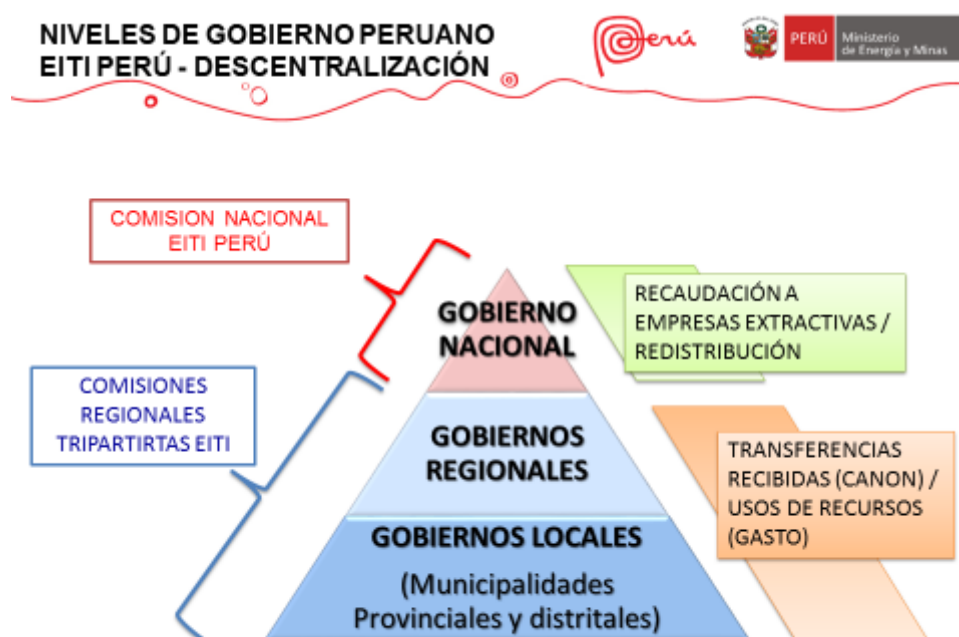 NIVELES DE GOBIERNO PERUANO
EITI PERÚ - DESCENTRALIZACIÓN
Perú
PERÚ
Ministerio
de Energía y Minas
COMISION NACIONAL
EITI PERÚ
GOBIERNO
NACIONAL
RECAUDACIÓN A
EMPRESAS EXTRACTIVAS /
REDISTRIBUCIÓN
COMISIONES
REGIONALES
TRIPARTIRTAS EITI
GOBIERNOS
REGIONALES
TRANSFERENCIAS
RECIBIDAS (CANON) /
USOS DE RECURSOS
(GASTO)
GOBIERNOS LOCALES
(Municipalidades
Provinciales y distritales)